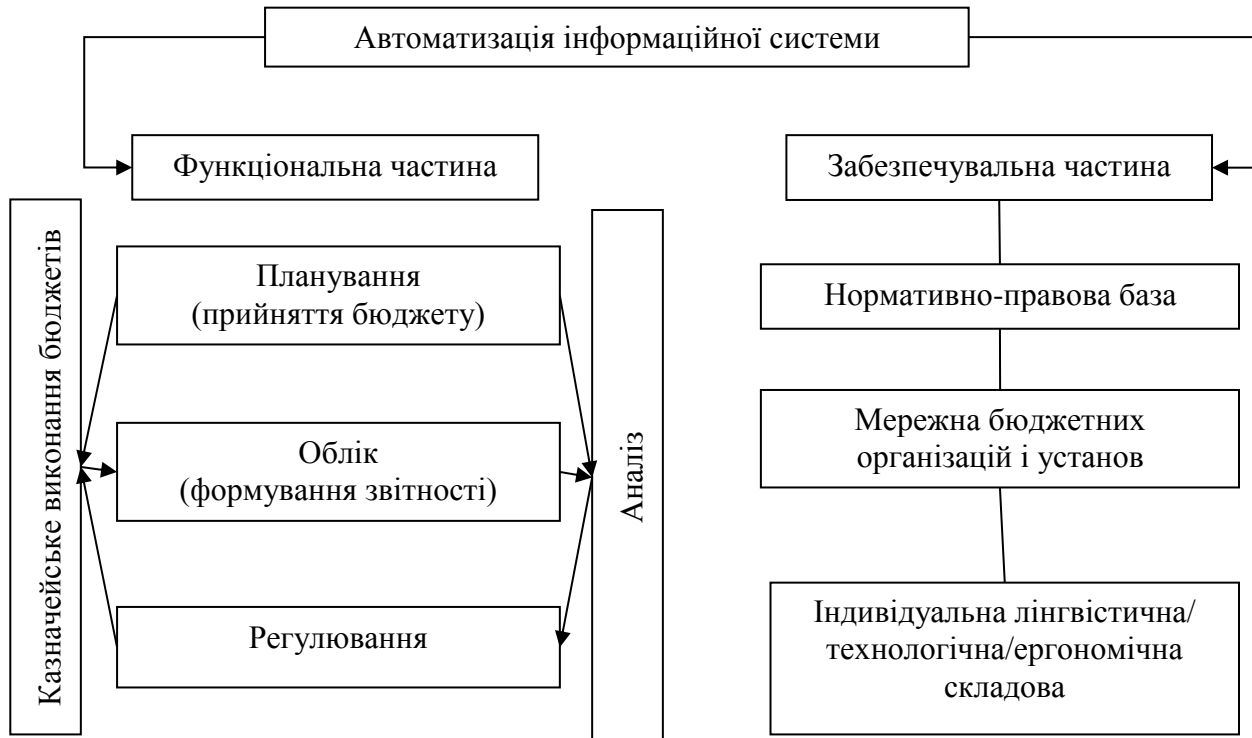 Автоматизація інформаційної системи
Функціональна частина
Забезпечувальна частина
Казначейське виконання бюджетів
Планування
(прийняття бюджету)
Облік
(формування звітності)
Регулювання
Аналіз
Нормативно-правова база
Мережна бюджетних
організацій і установ
Індивідуальна лінгвістична/
технологічна/ергономічна
складова